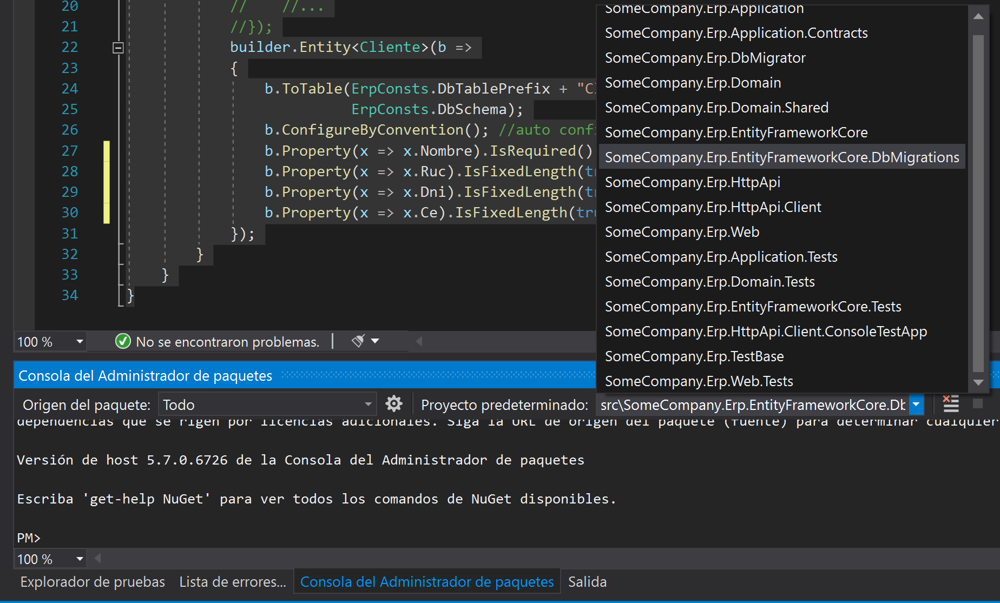 20 // //...
21 //});
22 builder.Entity<Cliente>(b =>
23 {
24 b.ToTable(ErpConsts.DbTablePrefix + "C
25 ErpConsts.DbSchema);
26 b.ConfigureByConvention(); //auto conf
27 b.Property(x => x.Nombre).IsRequired()
28 b.Property(x => x.Ruc).IsFixedLength(t
29 b.Property(x => x.Dni).IsFixedLength(t
30 b.Property(x => x.Ce).IsFixedLength(tr
31 });
32 }
33 }
34 }
SomeCompany.Erp.Application
SomeCompany.Erp.Application.Contracts
SomeCompany.Erp.DbMigrator
SomeCompany.Erp.Domain
SomeCompany.Erp.Domain.Shared
SomeCompany.Erp.EntityFrameworkCore
SomeCompany.Erp.EntityFrameworkCore.DbMigrations
SomeCompany.Erp.HttpApi
SomeCompany.Erp.HttpApi.Client
SomeCompany.Erp.Web
SomeCompany.Erp.Application.Tests
SomeCompany.Erp.Domain.Tests
SomeCompany.Erp.EntityFrameworkCore.Tests
SomeCompany.Erp.HttpApi.Client.ConsoleTestApp
SomeCompany.Erp.TestBase
SomeCompany.Erp.Web.Tests
100 % No se encontraron problemas.
Consola del Administrador de paquetes
Origen del paquete: Todo Proyecto predeterminado: src\SomeCompany.Erp.EntityFrameworkCore.Db
dependencias que se rigen por licencias adicionales. Siga la URL de origen del paquete (fuente) para determinar cualquier
Versión de host 5.7.0.6726 de la Consola del Administrador de paquetes
Escriba 'get-help NuGet' para ver todos los comandos de NuGet disponibles.
PM>
100 %
Explorador de pruebas Lista de errores... Consola del Administrador de paquetes Salida